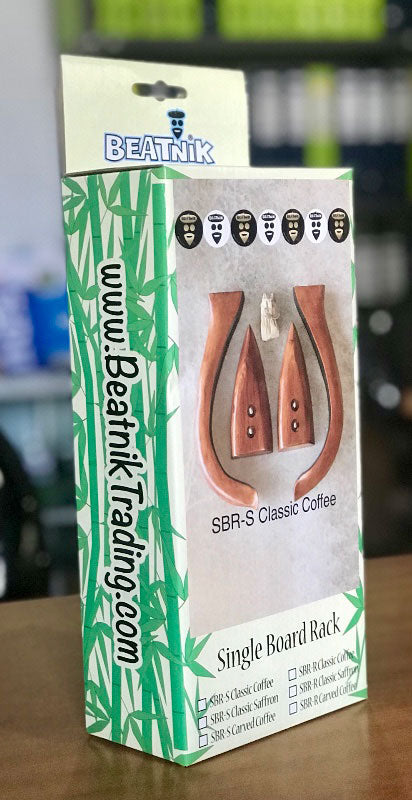 BEATNiK
www.BeatnikTrading.com
SBR-S Classic Coffee
Single Board Rack
SBR-S Classic Coffee
SBR-S Classic Saffron
SBR-S Carved Coffee
SBR-R Classic Coffee
SBR-R Classic Saffron
SBR-R Carved Coffee